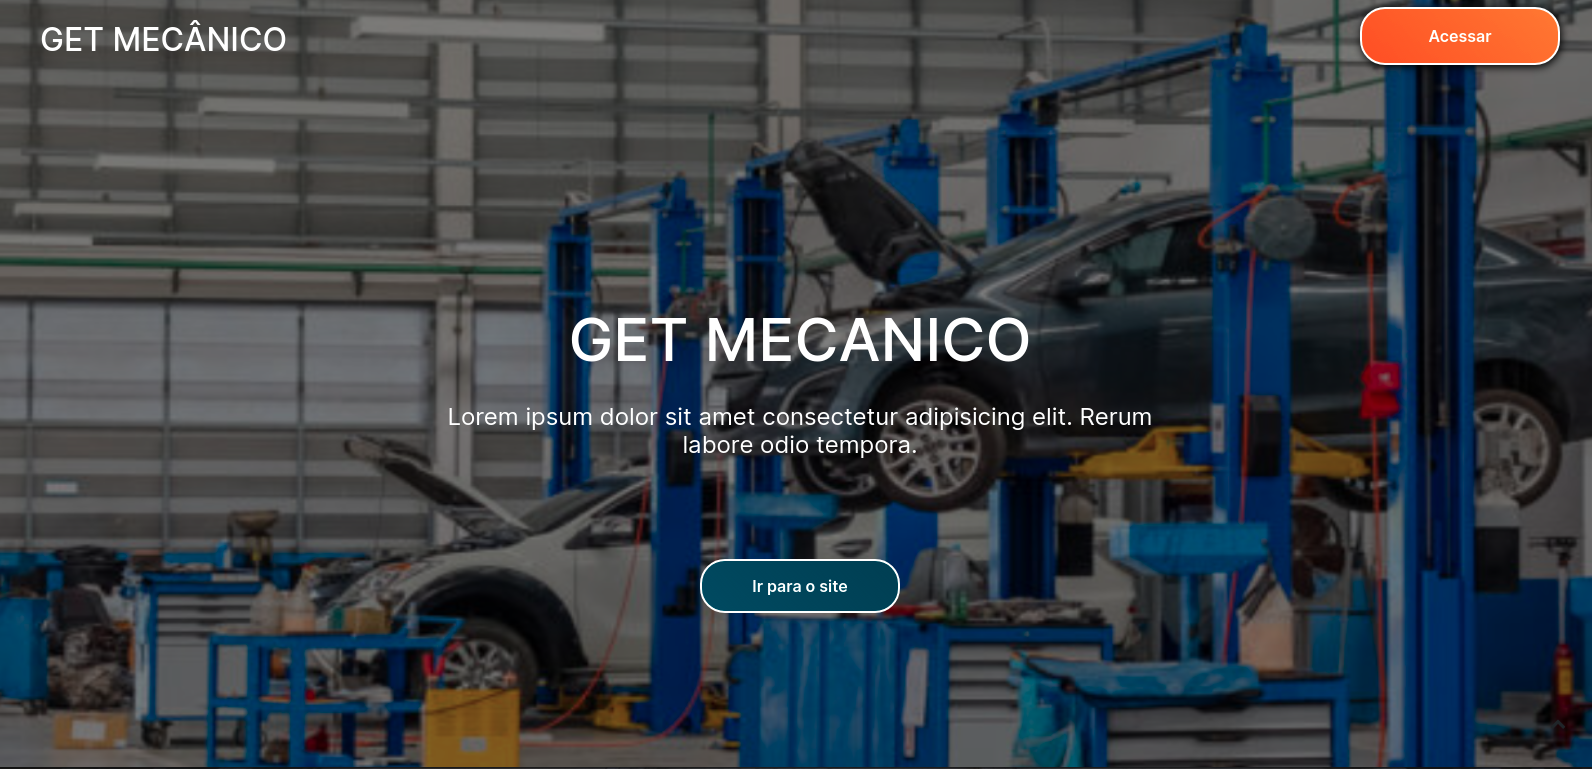 GET MECÂNICO
Acessar
GET MECANICO
Lorem ipsum dolor sit amet consectetur adipisicing elit. Rerum
labore odio tempora.
Ir para o site